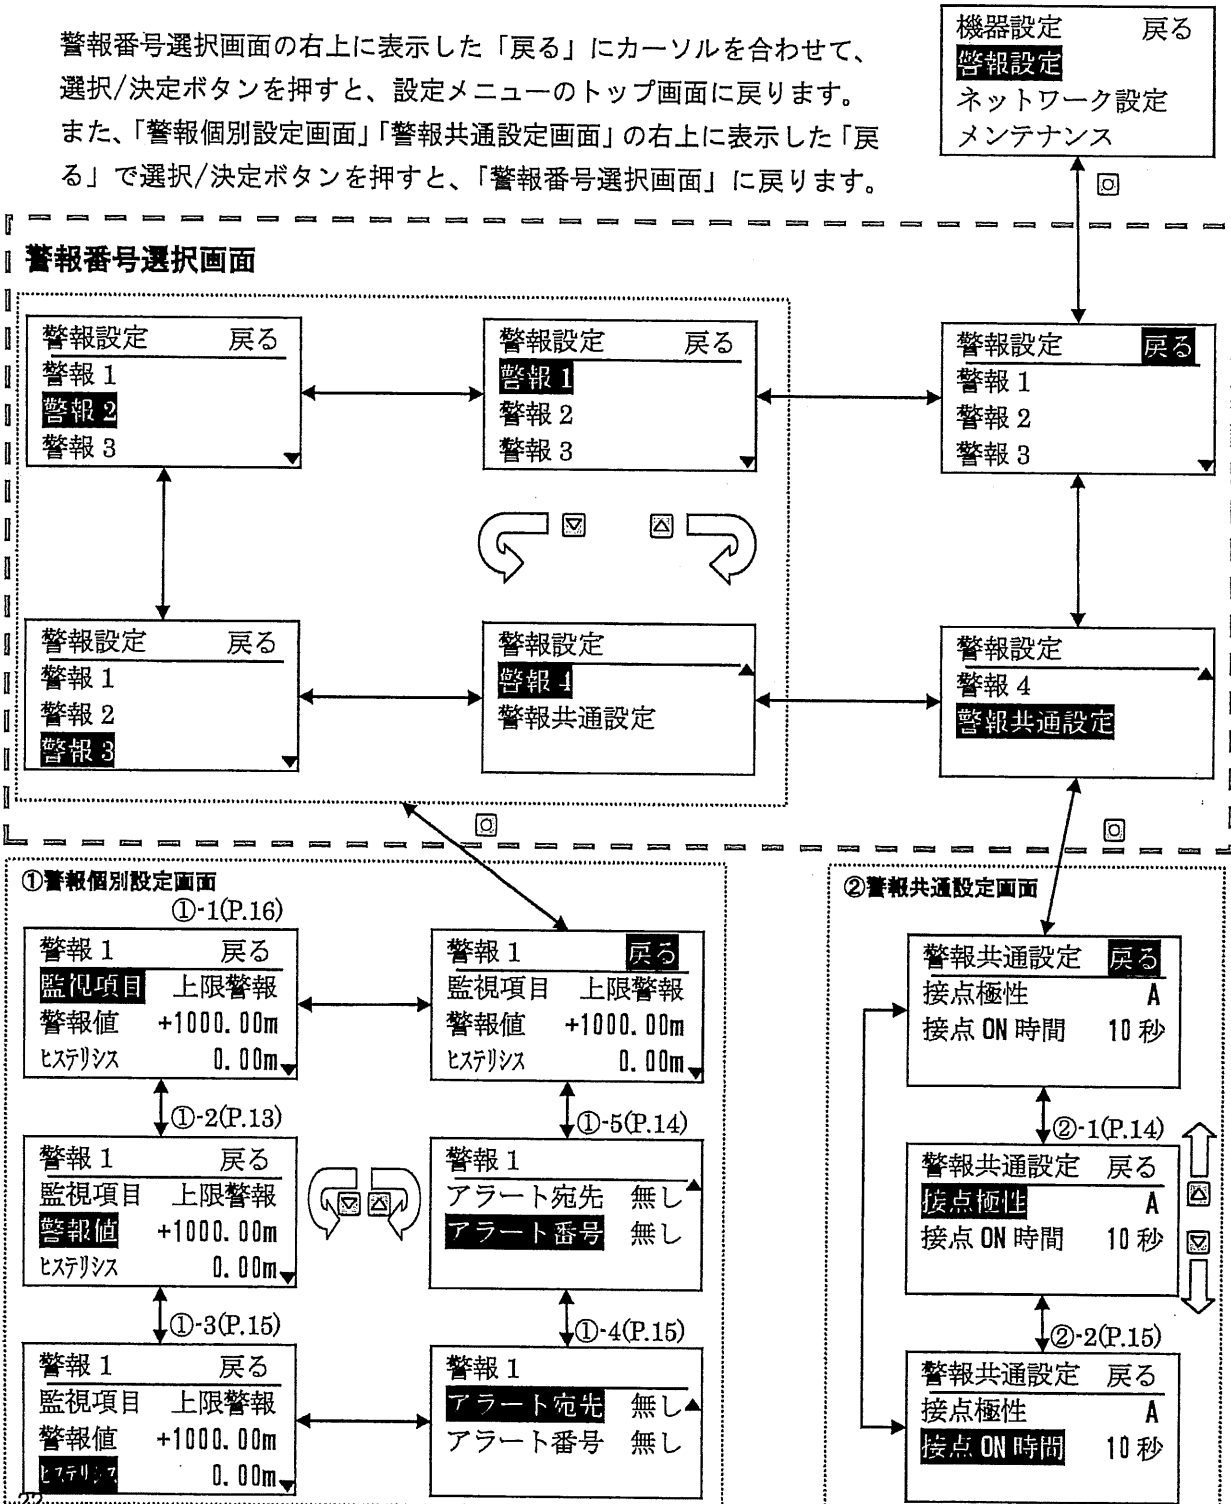 警報番号選択画面の右上に表示した「戻る」にカーソルを合わせて、
選択/決定ボタンを押すと、設定メニューのトップ画面に戻ります。
また、「警報個別設定画面」「警報共通設定画面」の右上に表示した「戻
る」で選択/決定ボタンを押すと、「警報番号選択画面」に戻ります。
機器設定 戻る
警報設定
ネットワーク設定
メンテナンス
警報番号選択画面
警報設定 戻る
警報 1
警報 2
警報 3
警報設定 戻る
警報 1
警報 2
警報 3
警報設定 戻る
警報 1
警報 2
警報 3
警報設定 戻る
警報 1
警報 2
警報 3
警報設定
警報 4
警報共通設定
警報設定
警報 4
警報共通設定
①警報個別設定画面
①-1(P.16)
警報 1 戻る
監視項目 上限警報
警報値 +1000.00m
ヒステリシス 0.00m
警報 1 戻る
監視項目 上限警報
警報値 +1000.00m
ヒステリシス 0.00m
①-2(P.13)
警報 1 戻る
監視項目 上限警報
警報値 +1000.00m
ヒステリシス 0.00m
①-5(P.14)
警報 1
アラート宛先 無し
アラート番号 無し
①-3(P.15)
警報 1 戻る
監視項目 上限警報
警報値 +1000.00m
ヒステリシス 0.00m
①-4(P.15)
警報 1
アラート宛先 無し
アラート番号 無し
②警報共通設定画面
警報共通設定 戻る
接点極性 A
接点 ON 時間 10 秒
②-1(P.14)
警報共通設定 戻る
接点極性 A
接点 ON 時間 10 秒
②-2(P.15)
警報共通設定 戻る
接点極性 A
接点 ON 時間 10 秒